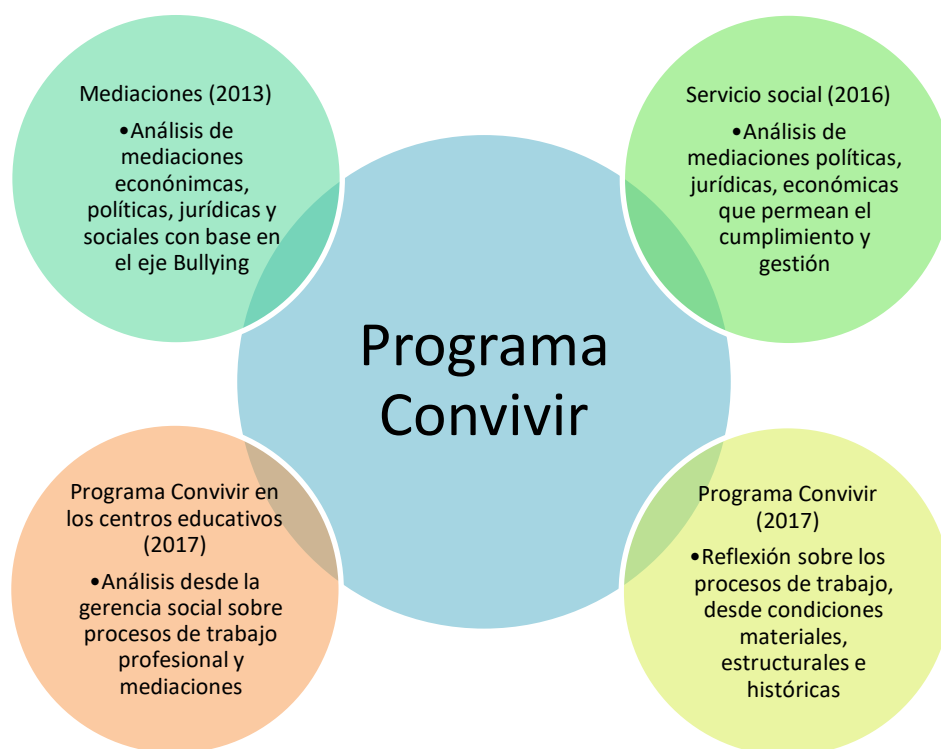 Mediaciones (2013)
•Análisis de
mediaciones
econónimcas,
políticas, jurídicas y
sociales con base en
el eje Bullying
Servicio social (2016)
•Análisis de
mediaciones políticas,
jurídicas, económicas
que permean el
cumplimiento y
gestión
Programa
Convivir
Programa Convivir en
los centros educativos
(2017)
•Análisis desde la
gerencia social sobre
procesos de trabajo
profesional y
mediaciones
Programa Convivir
(2017)
•Reflexión sobre los
procesos de trabajo,
desde condiciones
materiales,
estructurales e
históricas